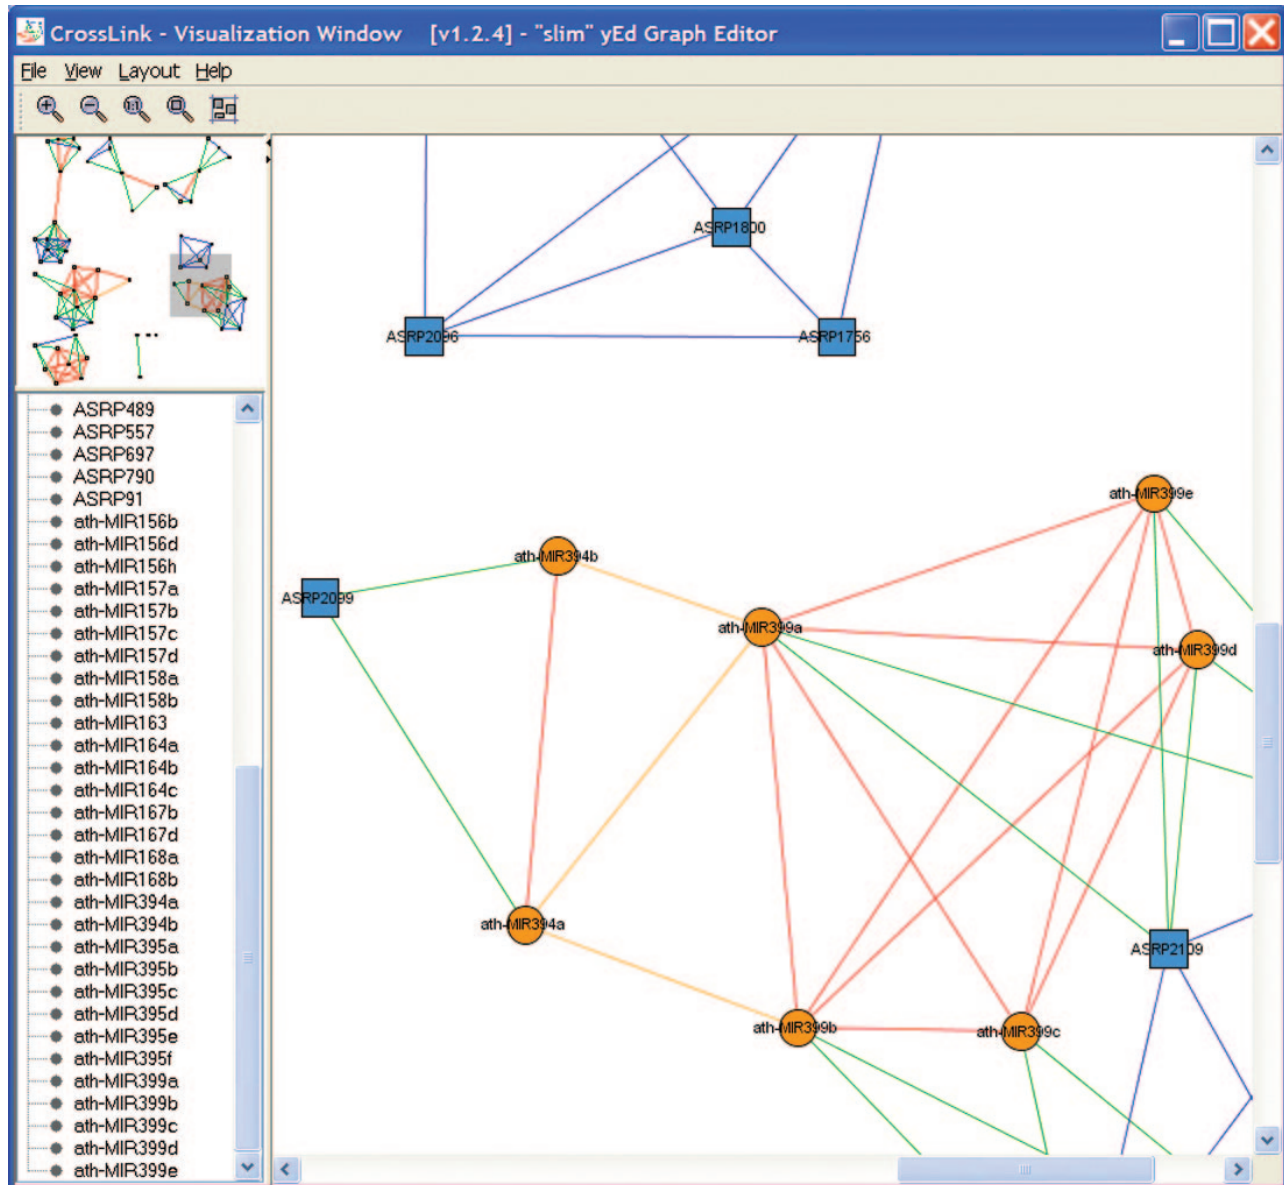 CrossLink - Visualization Window [v1.2.4] - "slim" yEd Graph Editor
File View Layout Help
1:1
ASRP489
ASRP557
ASRP697
ASRP790
ASRP91
ath-MIR156b
ath-MIR156d
ath-MIR156h
ath-MIR157a
ath-MIR157b
ath-MIR157c
ath-MIR157d
ath-MIR158a
ath-MIR158b
ath-MIR163
ath-MIR164a
ath-MIR164b
ath-MIR164c
ath-MIR167b
ath-MIR167d
ath-MIR168a
ath-MIR168b
ath-MIR394a
ath-MIR394b
ath-MIR395a
ath-MIR395b
ath-MIR395c
ath-MIR395d
ath-MIR395e
ath-MIR395f
ath-MIR399a
ath-MIR399b
ath-MIR399c
ath-MIR399d
ath-MIR399e
ASRP1800
ASRP2096
ASRP1756
ath-MIR399e
ath-MIR394b
ASRP2099
ath-MIR399a
ath-MIR399d
ath-MIR394a
ASRP2109
ath-MIR399b
ath-MIR399c